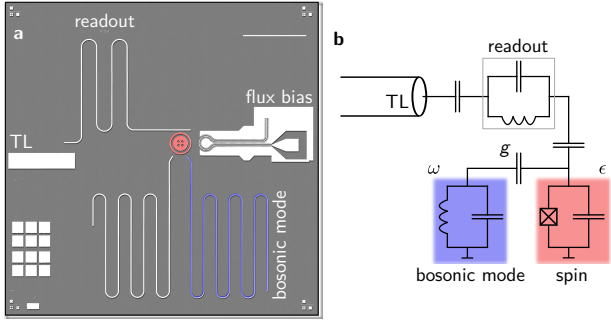 a
readout
flux bias
TL
bosonic mode
b
readout
TL
g
ω
ϵ
bosonic mode
spin